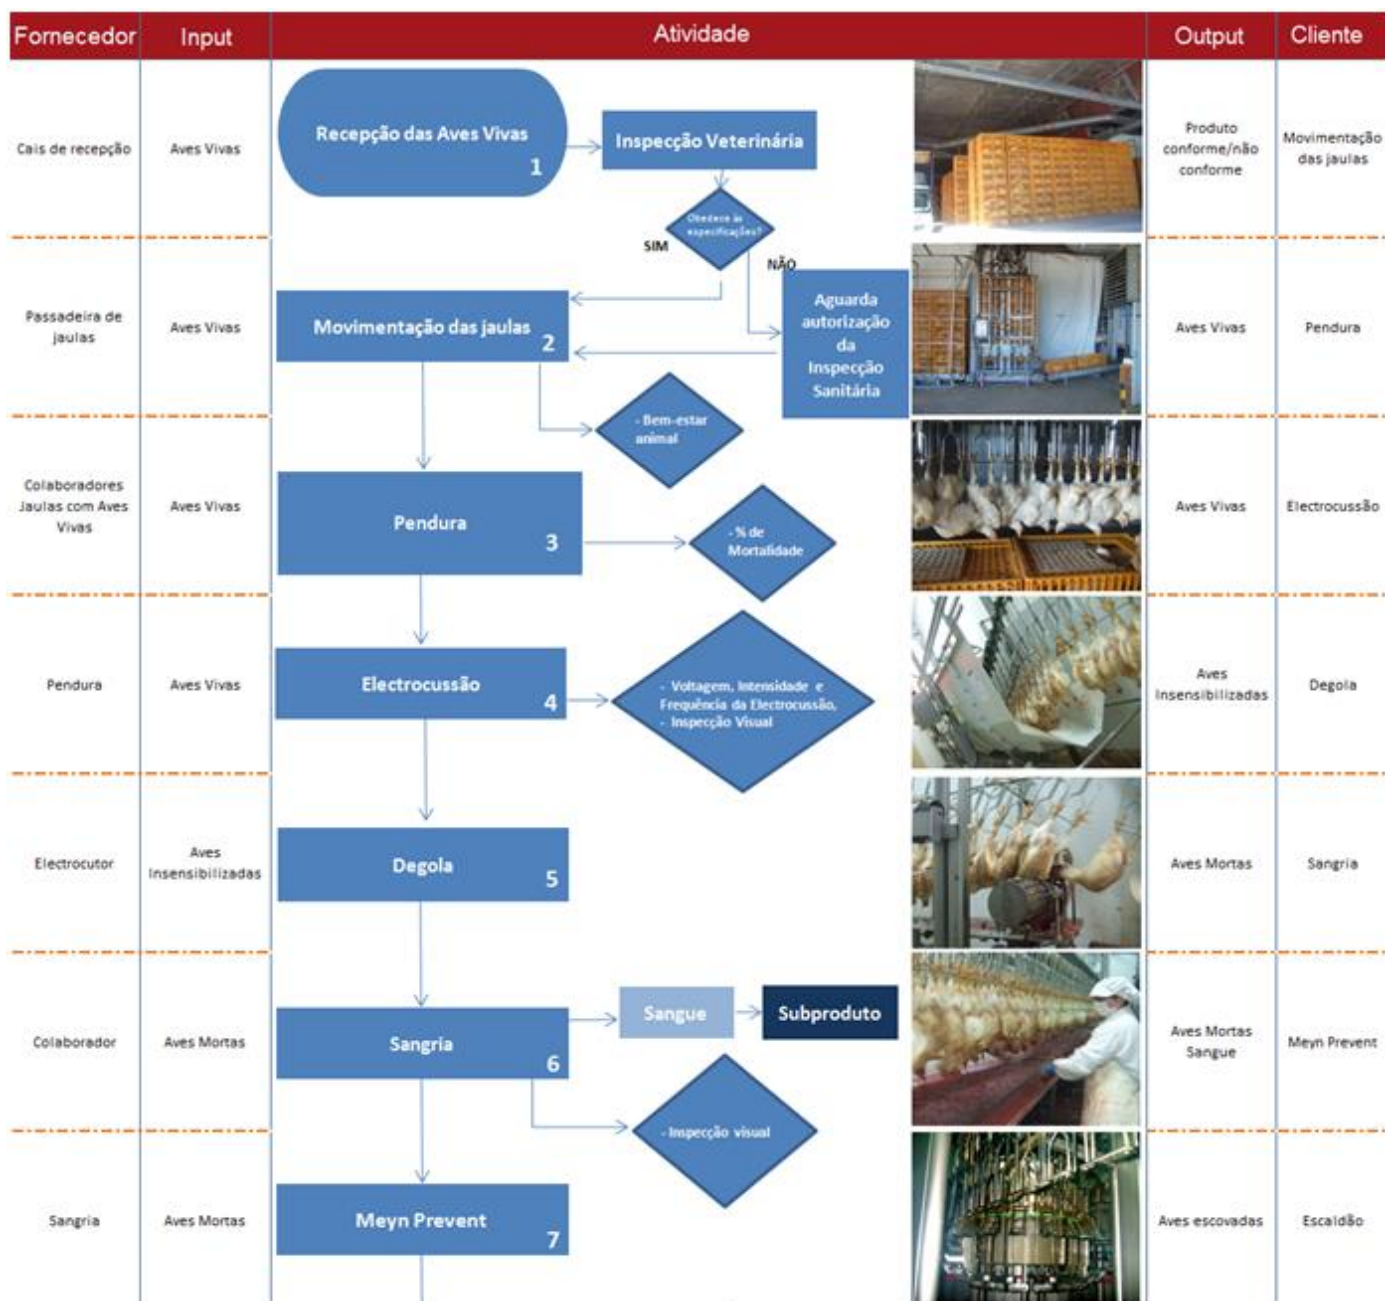 Fornecedor
Input
Atividade
Output
Cliente
Cais de recepção
Aves Vivas
Recepção das Aves Vivas
1
Inspecção Veterinária
Obedece às
especificações?
SIM
NÃO
Produto
conforme/não
conforme
Movimentação
das jaulas
Passadeira de
jaulas
Aves Vivas
Movimentação das jaulas
2
Aguarda
autorização
da
Inspecção
Sanitária
- Bem-estar
animal
Aves Vivas
Pendura
Colaboradores
Jaulas com Aves
Vivas
Aves Vivas
Pendura
3
- % de
Mortalidade
Aves Vivas
Electrocussão
Pendura
Aves Vivas
Electrocussão
4
- Voltagem, Intensidade e
Frequência da Electrocussão,
- Inspecção Visual
Aves
Insensibilizadas
Degola
Electrocutor
Aves
Insensibilizadas
Degola
5
Aves Mortas
Sangria
Colaborador
Aves Mortas
Sangria
6
Sangue
Subproduto
- Inspecção visual
Aves Mortas
Sangue
Meyn Prevent
Sangria
Aves Mortas
Meyn Prevent
7
Aves escovadas
Escaldão